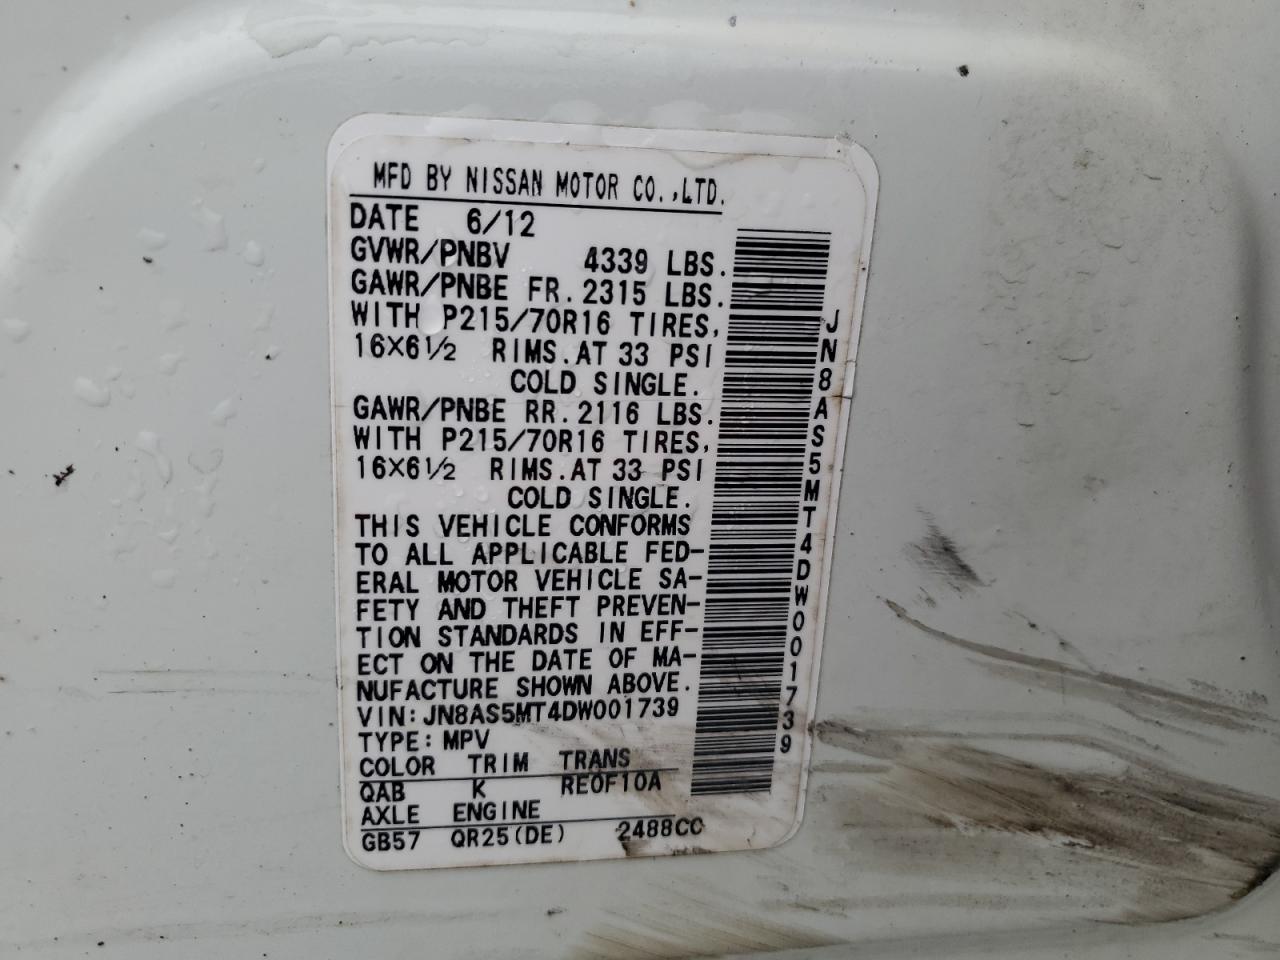 MFD BY NISSAN MOTOR CO.,LTD.
DATE 6/12
GVWR/PNBV 4339 LBS.
GAWR/PNBE FR. 2315 LBS.
WITH P215/70R16 TIRES,
16X6½ RIMS. AT 33 PSI
COLD SINGLE.
GAWR/PNBE RR. 2116 LBS.
WITH P215/70R16 TIRES,
16X6½ RIMS. AT 33 PSI
COLD SINGLE.
THIS VEHICLE CONFORMS
TO ALL APPLICABLE FED-
ERAL MOTOR VEHICLE SA-
FETY AND THEFT PREVEN-
TION STANDARDS IN EFF-
ECT ON THE DATE OF MA-
NUFACTURE SHOWN ABOVE.
VIN: JN8AS5MT4DW001739
TYPE: MPV
COLOR TRIM TRANS
QAB K RE0F10A
AXLE ENGINE
GB57 QR25(DE) 2488CC
JN8AS5MT4DW001739